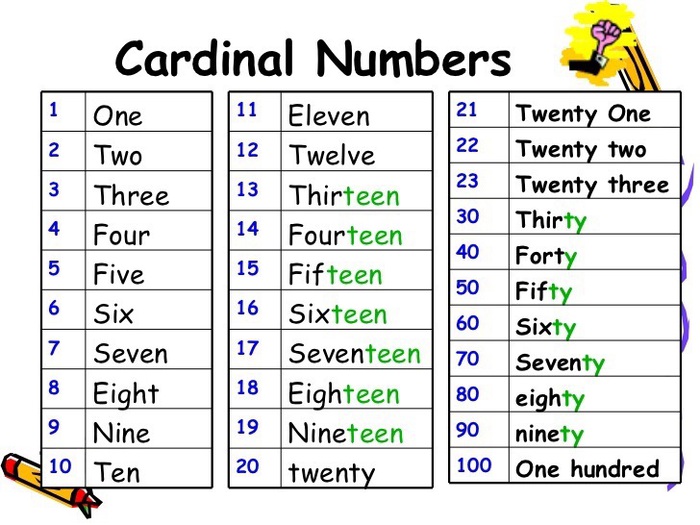 Cardinal Numbers
1 One
2 Two
3 Three
4 Four
5 Five
6 Six
7 Seven
8 Eight
9 Nine
10 Ten
11 Eleven
12 Twelve
13 Thirteen
14 Fourteen
15 Fifteen
16 Sixteen
17 Seventeen
18 Eighteen
19 Nineteen
20 twenty
21 Twenty One
22 Twenty two
23 Twenty three
30 Thirty
40 Forty
50 Fifty
60 Sixty
70 Seventy
80 eighty
90 ninety
100 One hundred